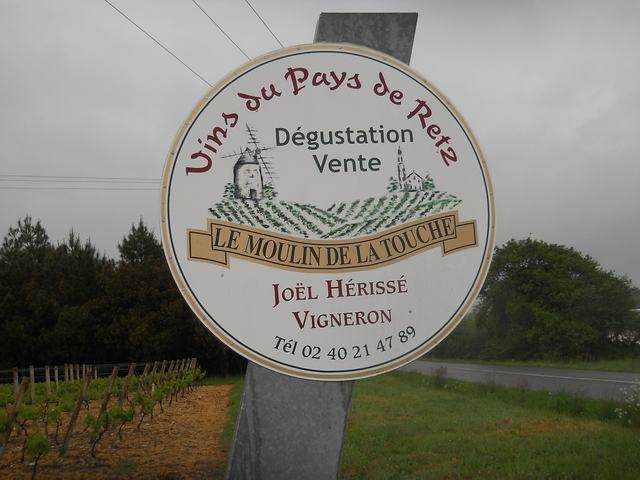 Vins du Pays de Retz
Dégustation
Vente
LE MOULIN DE LA TOUCHE
JOËL HÉRISSÉ
VIGNERON
Tél 02 40 21 47 89